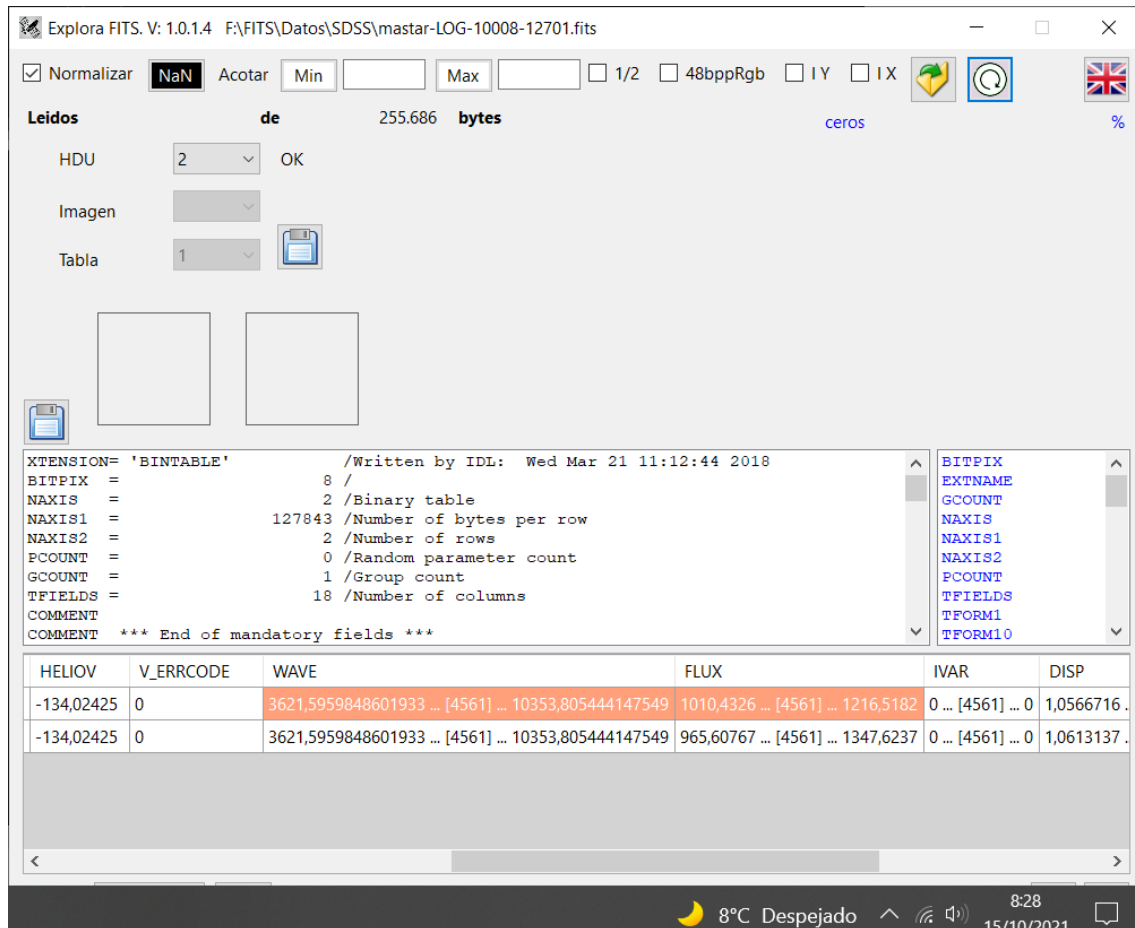 Explora FITS. V: 1.0.1.4 F:\FITS\Datos\SDSS\mastar-LOG-10008-12701.fits
Normalizar NaN Acotar Min Max 1/2 48bppRgb I Y I X
Leidos de 255.686 bytes ceros %
HDU 2 OK
Imagen
Tabla 1
XTENSION= 'BINTABLE' /Written by IDL: Wed Mar 21 11:12:44 2018
BITPIX = 8 /
NAXIS = 2 /Binary table
NAXIS1 = 127843 /Number of bytes per row
NAXIS2 = 2 /Number of rows
PCOUNT = 0 /Random parameter count
GCOUNT = 1 /Group count
TFIELDS = 18 /Number of columns
COMMENT
COMMENT *** End of mandatory fields ***
BITPIX
EXTNAME
GCOUNT
NAXIS
NAXIS1
NAXIS2
PCOUNT
TFIELDS
TFORM1
TFORM10
HELIOV V_ERRCODE WAVE FLUX IVAR DISP
-134,02425 0 3621,5959848601933 ... [4561] ... 10353,805444147549 1010,4326 ... [4561] ... 1216,5182 0 ... [4561] ... 0 1,0566716 .
-134,02425 0 3621,5959848601933 ... [4561] ... 10353,805444147549 965,60767 ... [4561] ... 1347,6237 0 ... [4561] ... 0 1,0613137 .
8°C Despejado 8:28
15/10/2021